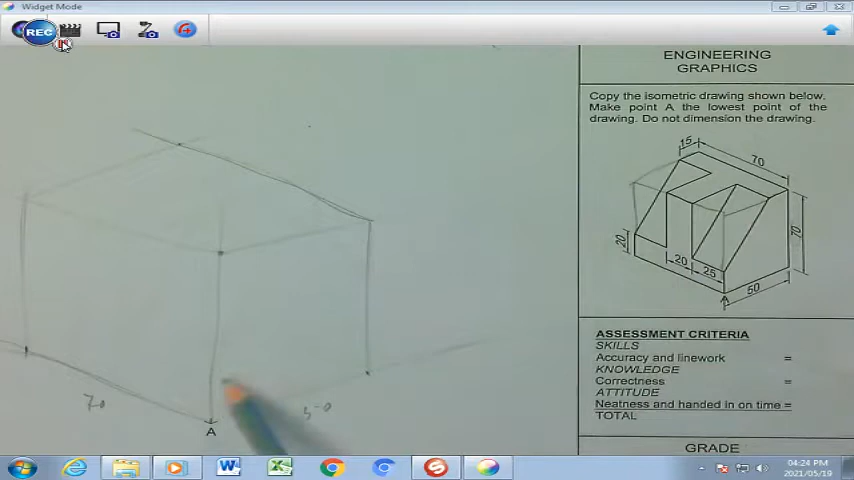 Widget Mode
REC
ENGINEERING
GRAPHICS
Copy the isometric drawing shown below.
Make point A the lowest point of the
drawing. Do not dimension the drawing.
15
70
70
20
20
25
50
A
70
50
A
ASSESSMENT CRITERIA
SKILLS
Accuracy and linework =
KNOWLEDGE
Correctness =
ATTITUDE
Neatness and handed in on time =
TOTAL
GRADE
04:24 PM
2021/05/19